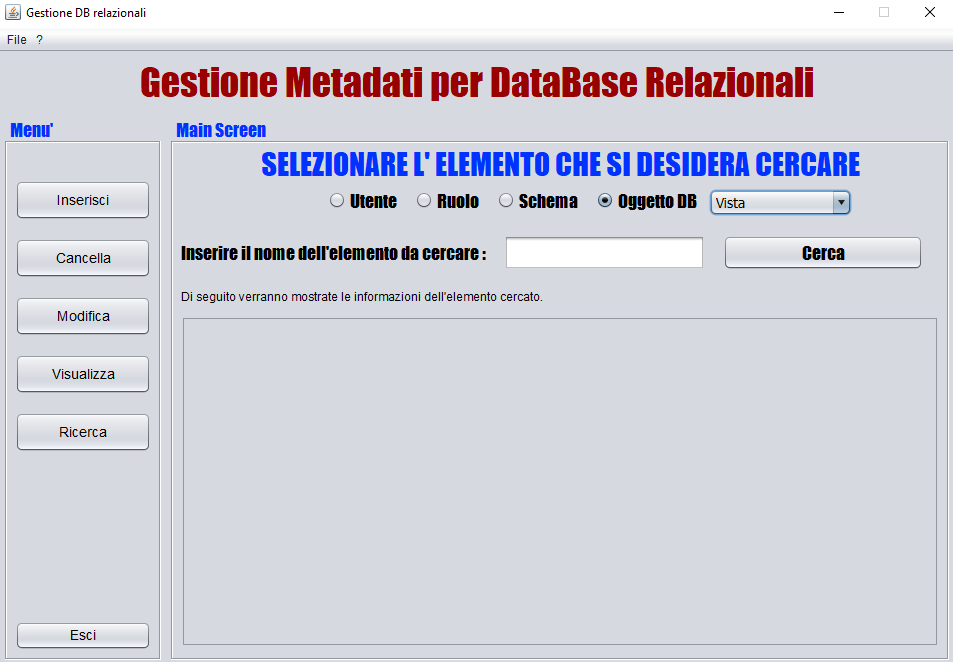 Gestione DB relazionali
File ?
Gestione Metadati per DataBase Relazionali
Menu'
Main Screen
Inserisci
Cancella
Modifica
Visualizza
Ricerca
Esci
SELEZIONARE L' ELEMENTO CHE SI DESIDERA CERCARE
Utente Ruolo Schema Oggetto DB Vista
Inserire il nome dell'elemento da cercare : Cerca
Di seguito verranno mostrate le informazioni dell'elemento cercato.